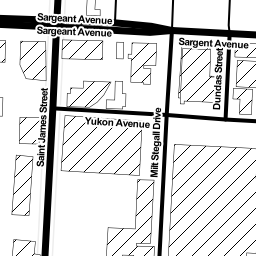 Sargeant Avenue
Sargeant Avenue
Sargent Avenue
Dundas Street
Saint James Street
Yukon Avenue
Milt Stegall Drive